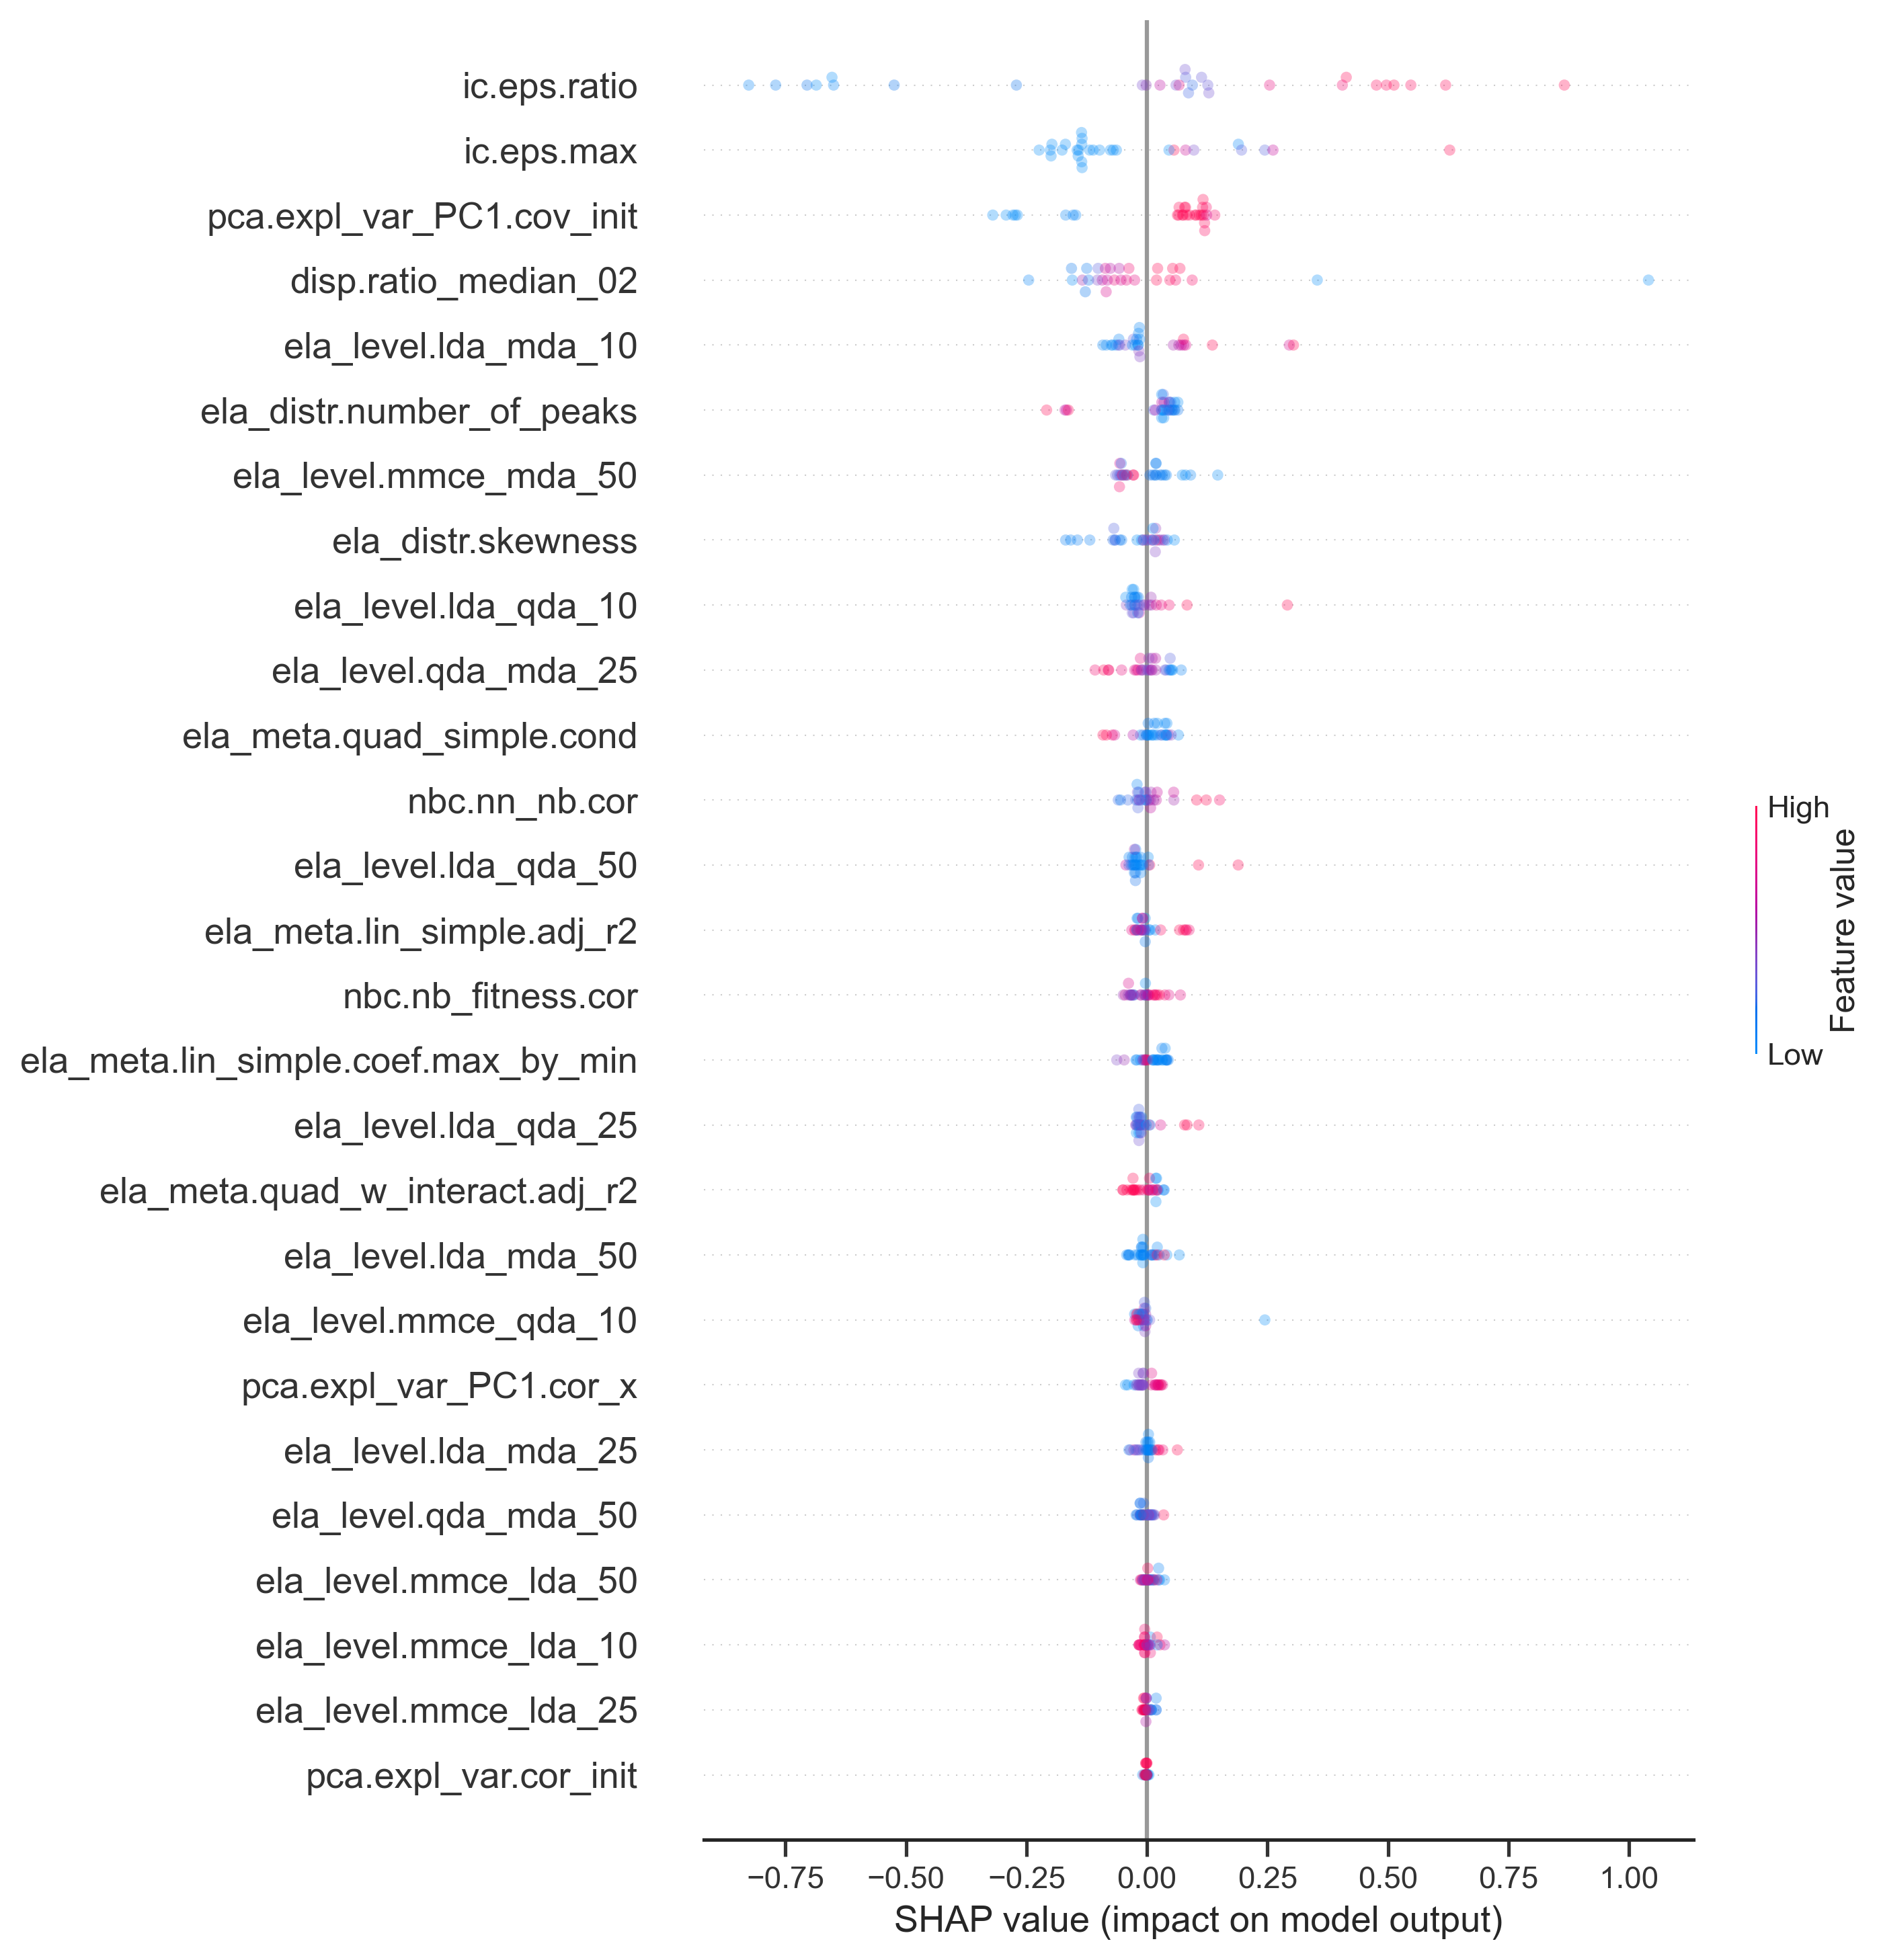 ic.eps.ratio
ic.eps.max
pca.expl_var_PC1.cov_init
disp.ratio_median_02
ela_level.lda_mda_10
ela_distr.number_of_peaks
ela_level.mmce_mda_50
ela_distr.skewness
ela_level.lda_qda_10
ela_level.qda_mda_25
ela_meta.quad_simple.cond
nbc.nn_nb.cor
ela_level.lda_qda_50
ela_meta.lin_simple.adj_r2
nbc.nb_fitness.cor
ela_meta.lin_simple.coef.max_by_min
ela_level.lda_qda_25
ela_meta.quad_w_interact.adj_r2
ela_level.lda_mda_50
ela_level.mmce_qda_10
pca.expl_var_PC1.cor_x
ela_level.lda_mda_25
ela_level.qda_mda_50
ela_level.mmce_lda_50
ela_level.mmce_lda_10
ela_level.mmce_lda_25
pca.expl_var.cor_init
−0.75 −0.50 −0.25 0.00 0.25 0.50 0.75 1.00
SHAP value (impact on model output)
High
Feature value
Low